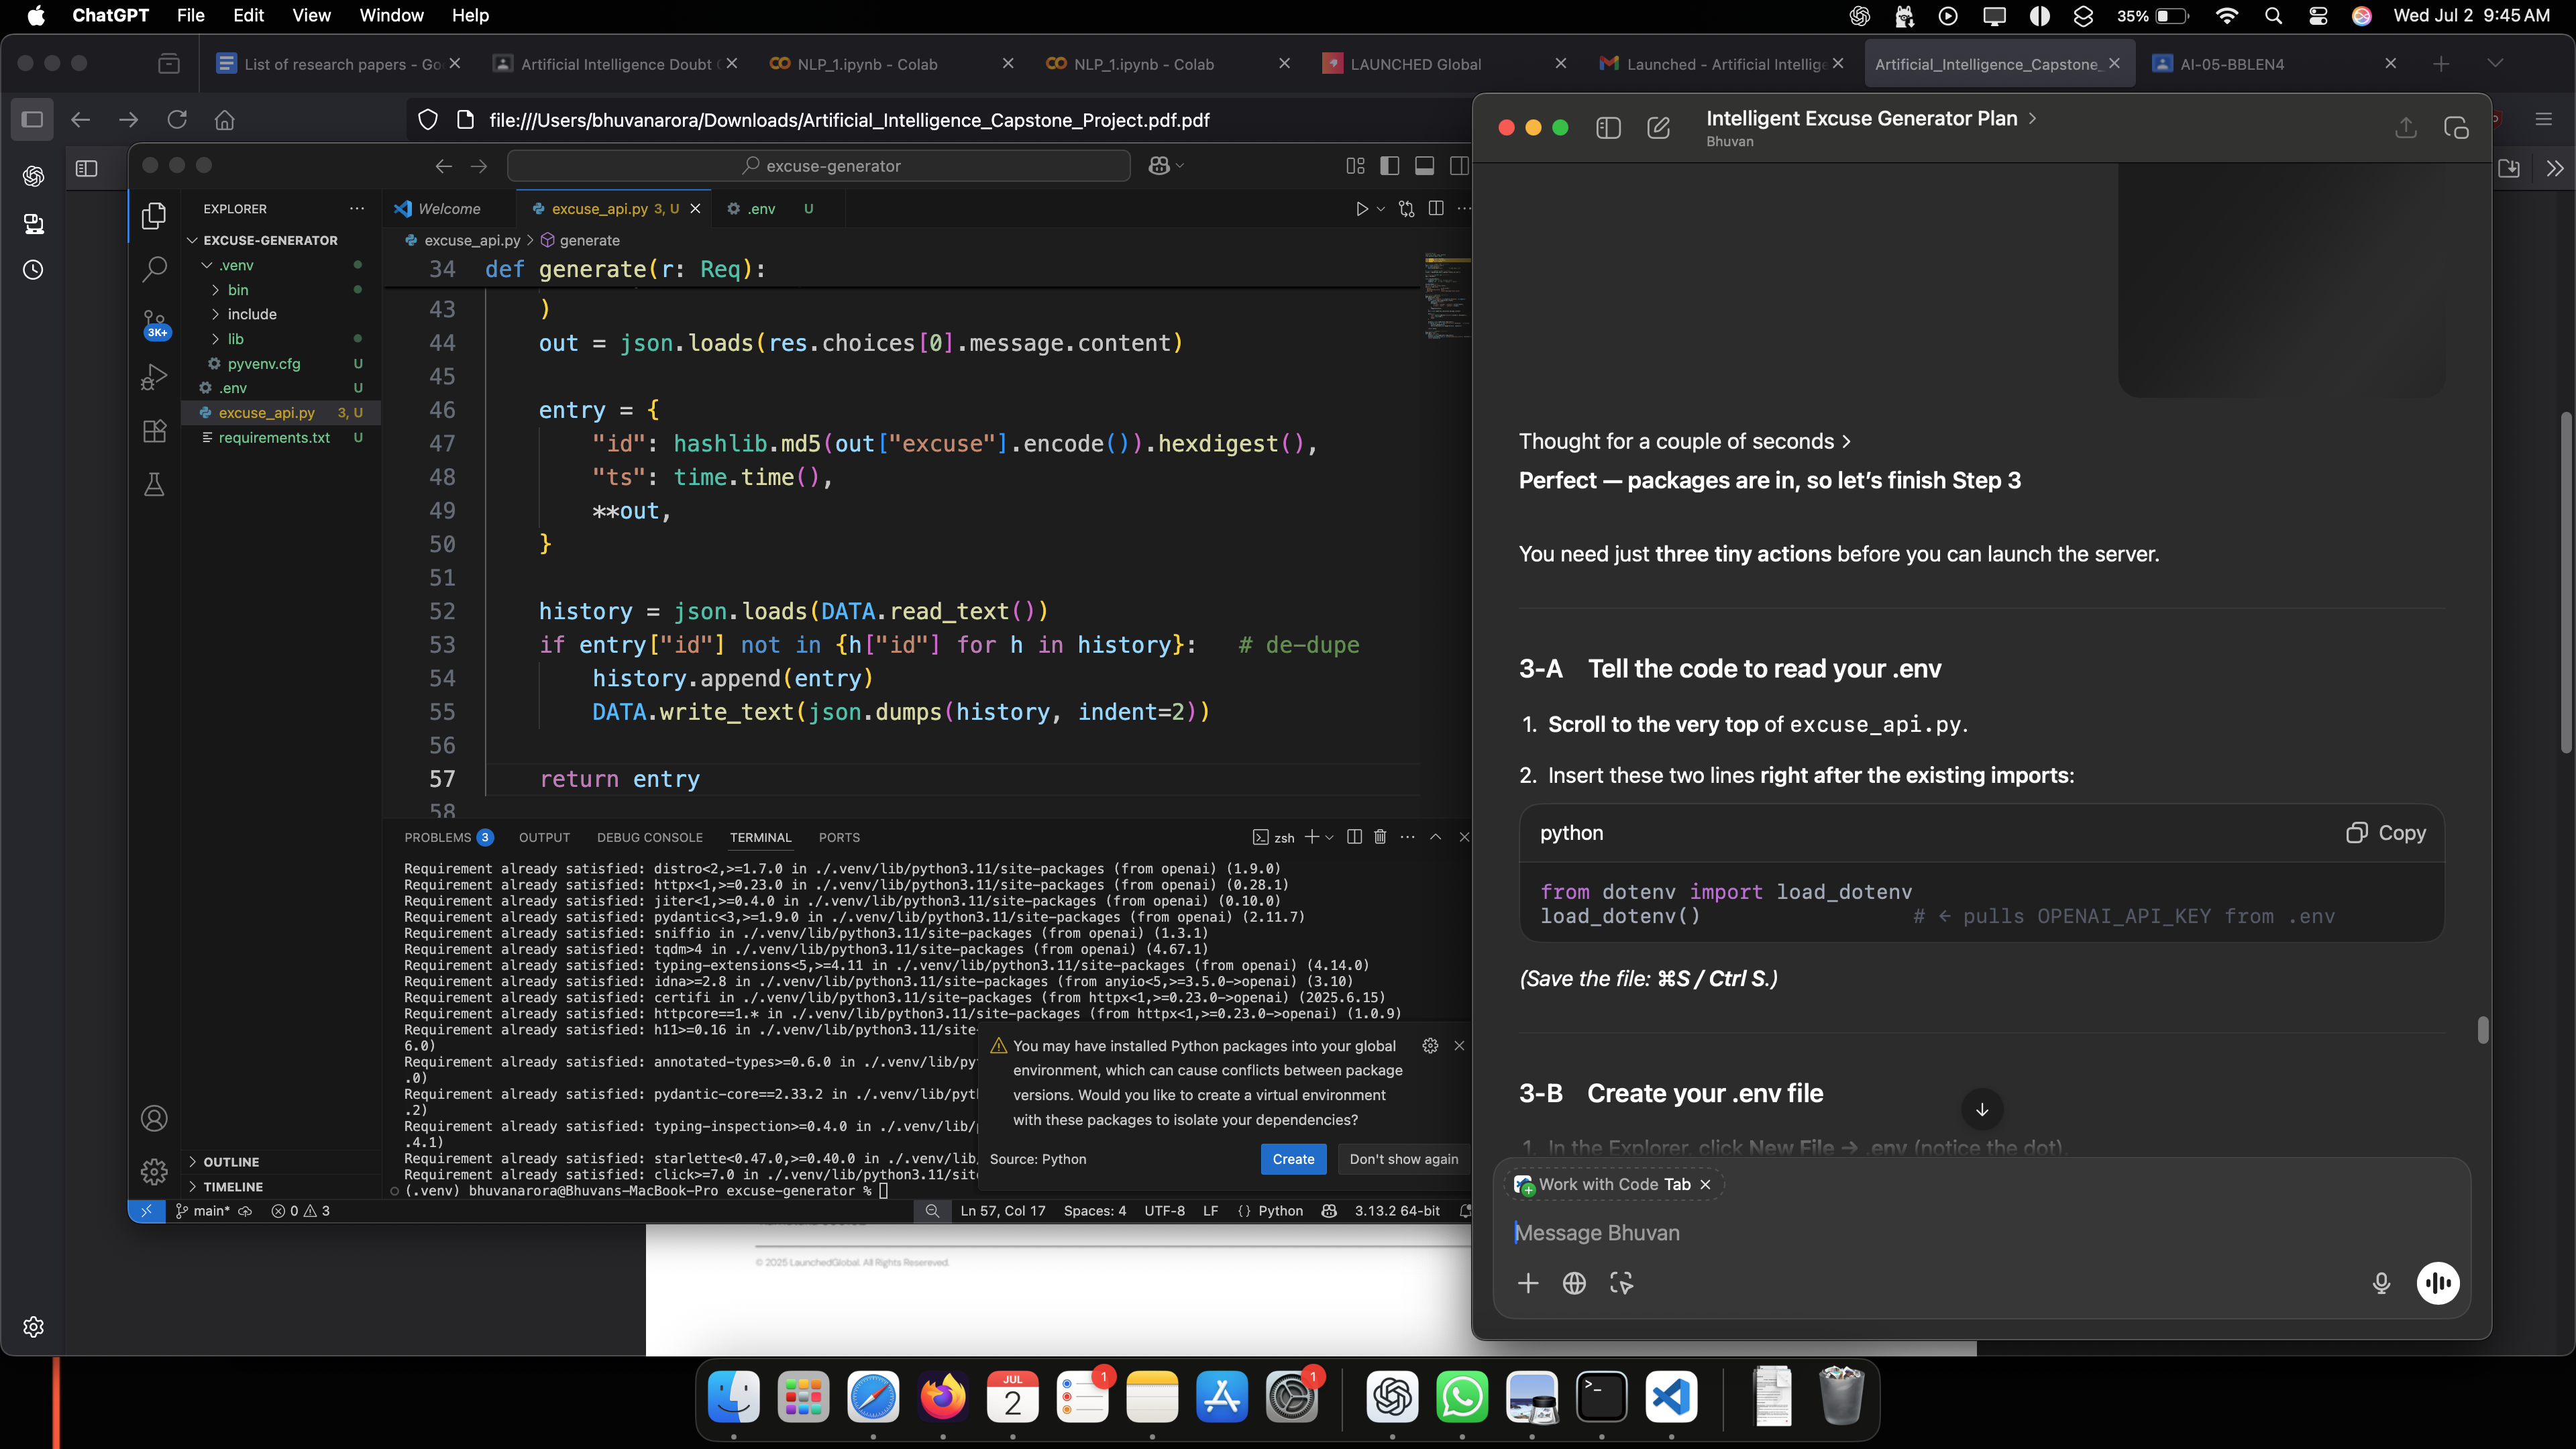 ChatGPT File Edit View Window Help 35% Wed Jul 2 9:45 AM
List of research papers - Go
Artificial Intelligence Doubt
NLP_1.ipynb - Colab
NLP_1.ipynb - Colab
LAUNCHED Global
Launched - Artificial Intellige
Artificial_Intelligence_Capstone_
AI-05-BBLEN4
file:///Users/bhuvanarora/Downloads/Artificial_Intelligence_Capstone_Project.pdf.pdf
excuse-generator
EXPLORER
EXCUSE-GENERATOR
.venv
bin
include
lib
pyvenv.cfg U
.env U
excuse_api.py 3, U
requirements.txt U
3K+
OUTLINE
TIMELINE
Welcome
excuse_api.py 3, U
.env U
excuse_api.py > generate
34 def generate(r: Req):
43 )
44 out = json.loads(res.choices[0].message.content)
45
46 entry = {
47 "id": hashlib.md5(out["excuse"].encode()).hexdigest(),
48 "ts": time.time(),
49 **out,
50 }
51
52 history = json.loads(DATA.read_text())
53 if entry["id"] not in {h["id"] for h in history}: # de-dupe
54 history.append(entry)
55 DATA.write_text(json.dumps(history, indent=2))
56
57 return entry
58
PROBLEMS 3 OUTPUT DEBUG CONSOLE TERMINAL PORTS zsh
Requirement already satisfied: distro<2,>=1.7.0 in ./.venv/lib/python3.11/site-packages (from openai) (1.9.0)
Requirement already satisfied: httpx<1,>=0.23.0 in ./.venv/lib/python3.11/site-packages (from openai) (0.28.1)
Requirement already satisfied: jiter<1,>=0.4.0 in ./.venv/lib/python3.11/site-packages (from openai) (0.10.0)
Requirement already satisfied: pydantic<3,>=1.9.0 in ./.venv/lib/python3.11/site-packages (from openai) (2.11.7)
Requirement already satisfied: sniffio in ./.venv/lib/python3.11/site-packages (from openai) (1.3.1)
Requirement already satisfied: tqdm>4 in ./.venv/lib/python3.11/site-packages (from openai) (4.67.1)
Requirement already satisfied: typing-extensions<5,>=4.11 in ./.venv/lib/python3.11/site-packages (from openai) (4.14.0)
Requirement already satisfied: idna>=2.8 in ./.venv/lib/python3.11/site-packages (from anyio<5,>=3.5.0->openai) (3.10)
Requirement already satisfied: certifi in ./.venv/lib/python3.11/site-packages (from httpx<1,>=0.23.0->openai) (2025.6.15)
Requirement already satisfied: httpcore==1.* in ./.venv/lib/python3.11/site-packages (from httpx<1,>=0.23.0->openai) (1.0.9)
Requirement already satisfied: h11>=0.16 in ./.venv/lib/python3.11/site-
6.0)
Requirement already satisfied: annotated-types>=0.6.0 in ./.venv/lib/py
.0)
Requirement already satisfied: pydantic-core==2.33.2 in ./.venv/lib/pyt
.2)
Requirement already satisfied: typing-inspection>=0.4.0 in ./.venv/lib/
.4.1)
Requirement already satisfied: starlette<0.47.0,>=0.40.0 in ./.venv/lib
Requirement already satisfied: click>=7.0 in ./.venv/lib/python3.11/sit
(.venv) bhuvanarora@Bhuvans-MacBook-Pro excuse-generator %
You may have installed Python packages into your global
environment, which can cause conflicts between package
versions. Would you like to create a virtual environment
with these packages to isolate your dependencies?
Source: Python Create Don't show again
main* 0 3 Ln 57, Col 17 Spaces: 4 UTF-8 LF {} Python 3.13.2 64-bit
© 2025 LaunchedGlobal. All Rights Resereved.
Intelligent Excuse Generator Plan >
Bhuvan
Thought for a couple of seconds >
Perfect — packages are in, so let’s finish Step 3
You need just three tiny actions before you can launch the server.
3-A Tell the code to read your .env
1. Scroll to the very top of excuse_api.py.
2. Insert these two lines right after the existing imports:
python Copy
from dotenv import load_dotenv
load_dotenv() # ← pulls OPENAI_API_KEY from .env
(Save the file: ⌘S / Ctrl S.)
3-B Create your .env file
1. In the Explorer, click New File → .env (notice the dot).
Work with Code Tab
Message Bhuvan
JUL
2
1
1